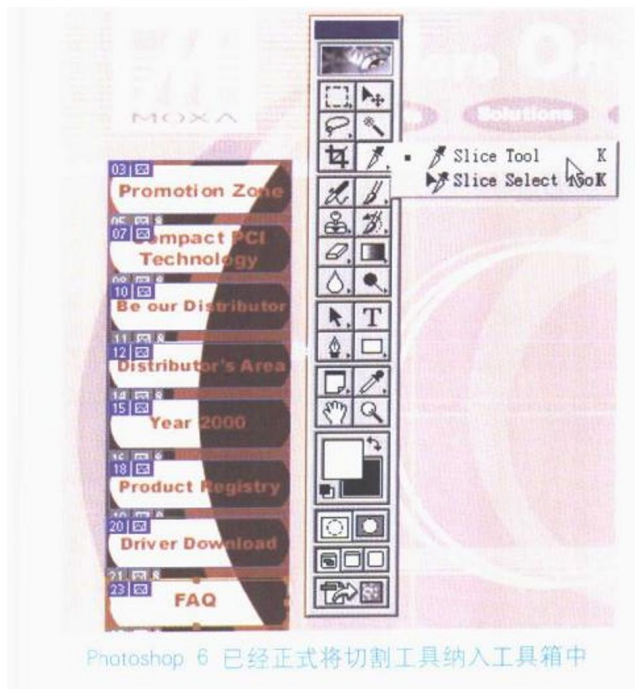 MOXA
Solutions
03
Promotion Zone
07
Compact PCI
Technology
10
Be our Distributor
12
Distributor's Area
15
Year 2000
18
Product Registry
20
Driver Download
23
FAQ
T
Slice Tool K
Slice Select Tool K
Photoshop 6 已经正式将切割工具纳入工具箱中